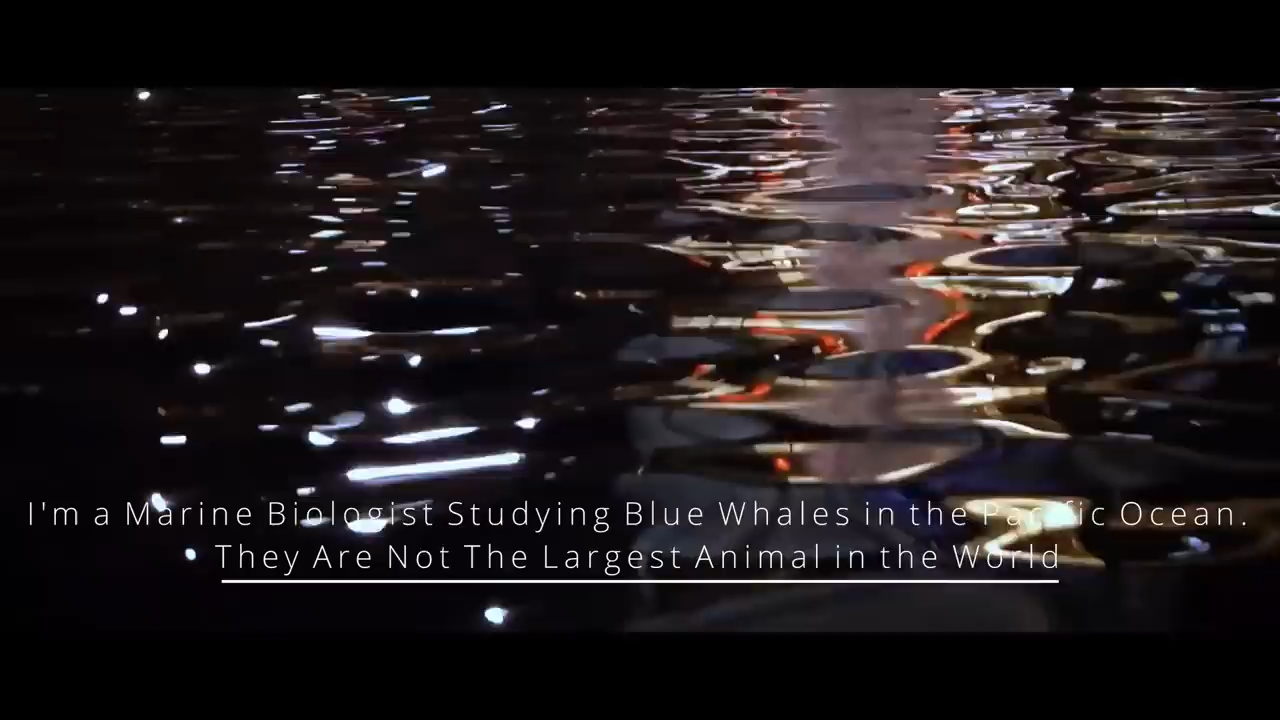 I'm a Marine Biologist Studying Blue Whales in the Pacific Ocean.
They Are Not The Largest Animal in the World